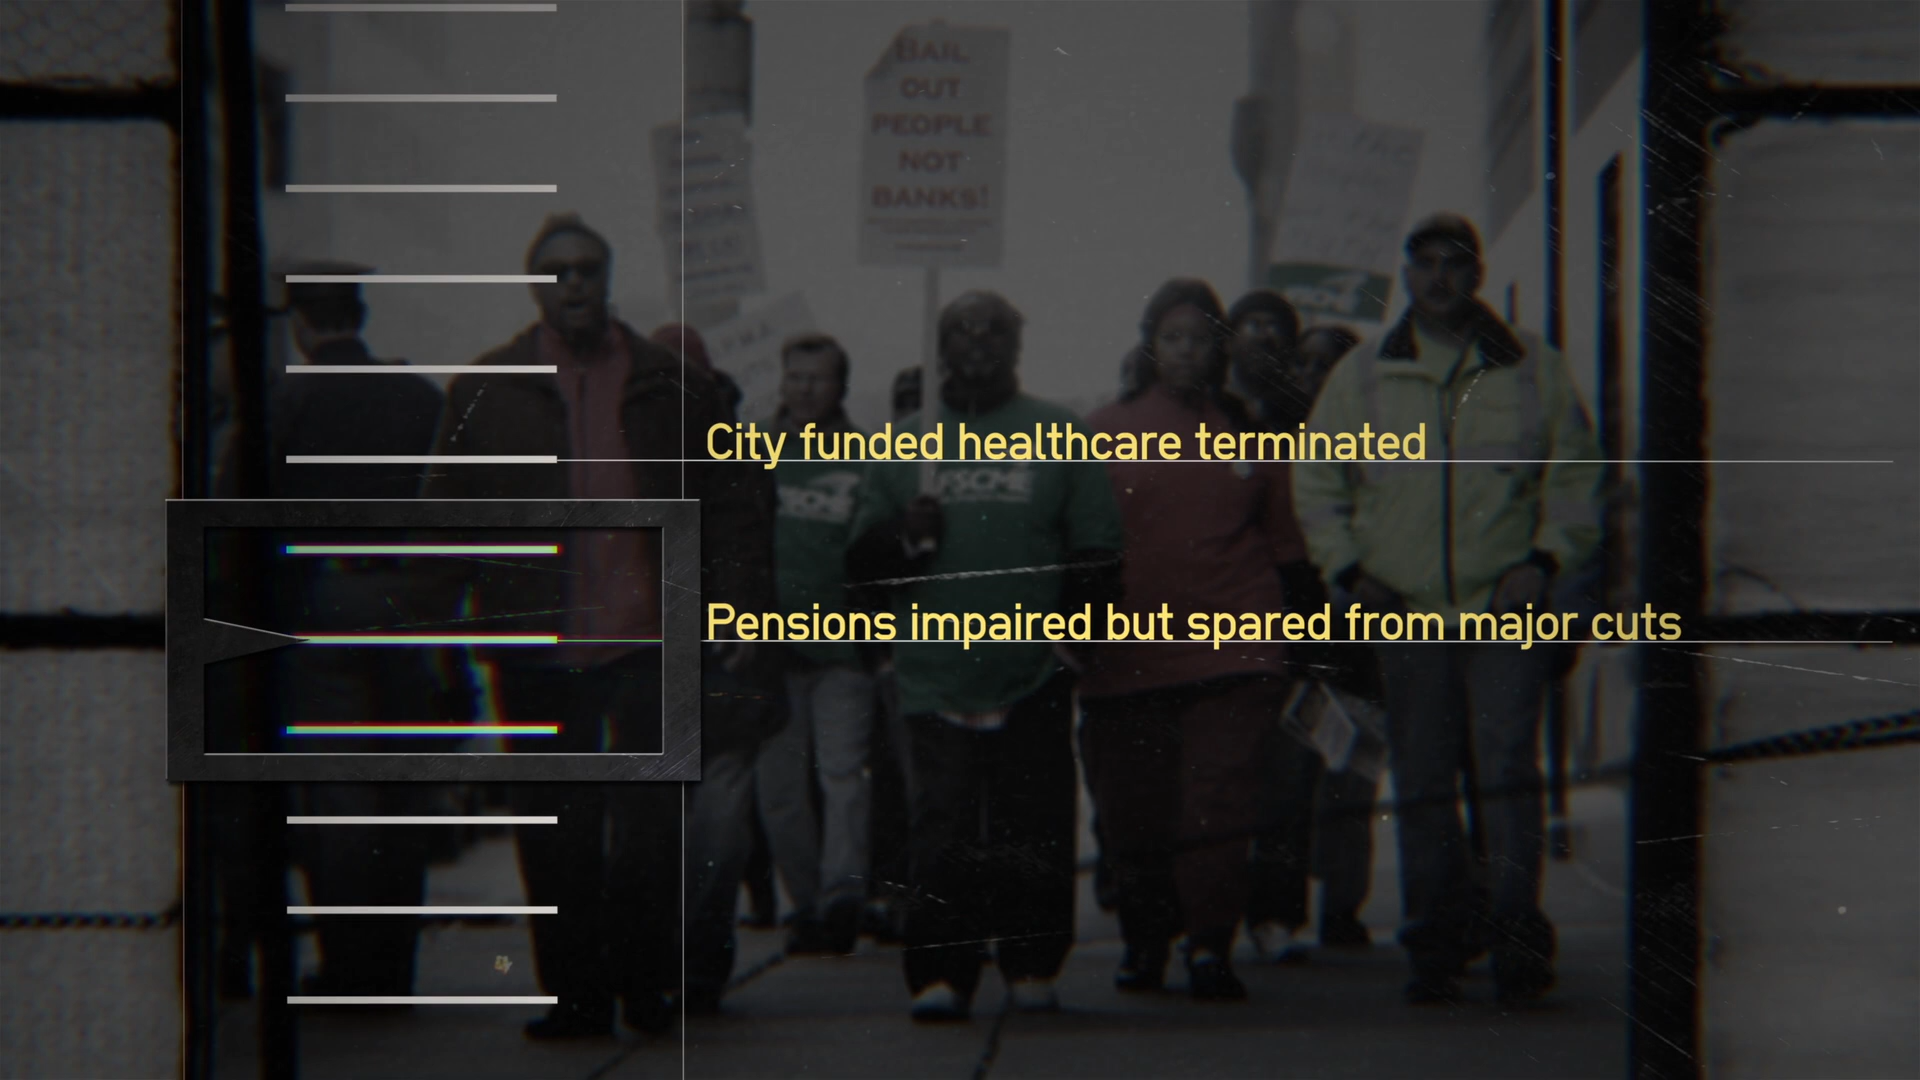 BAIL
OUT
PEOPLE
NOT
BANKS!
City funded healthcare terminated
AFSCME
Pensions impaired but spared from major cuts